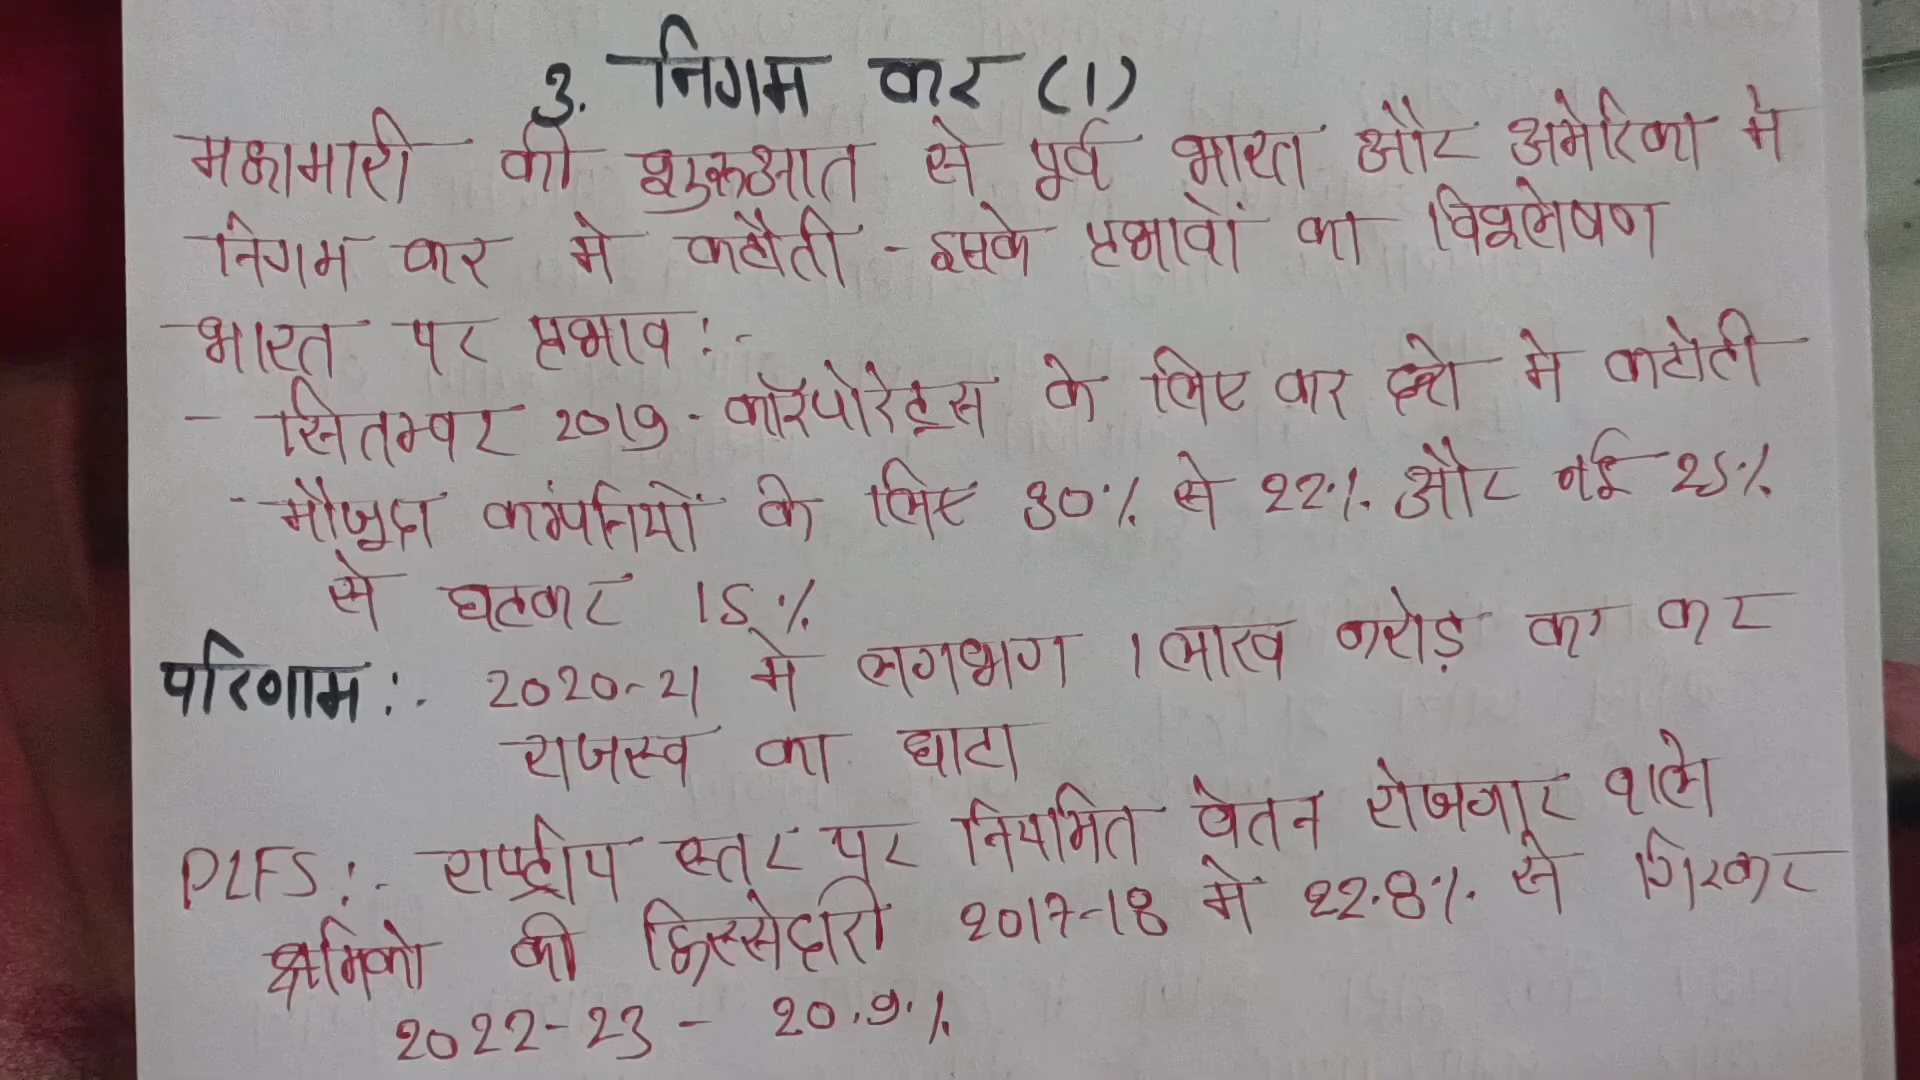 3. निगम कर (1)
महामारी की शुरूआत से पूर्व भारत और अमेरिका मे
निगम कर मे कटौती - इसके प्रभावों का विश्लेषण
भारत पर प्रभाव :-
- सितम्बर 2019 - कॉरपोरेट्स के लिए कर दरो मे कटौती
- मौजूदा कम्पनियों के लिए 30% से 22% और नई 25%
से घटकर 15%
परिणाम :- 2020-21 मे लगभग 1 लाख करोड़ का कर
राजस्व का घाटा
PLFS :- राष्ट्रीय स्तर पर नियमित वेतन रोजगार वाले
श्रमिको की हिस्सेदारी 2017-18 मे 22.8% से गिरकर
2022-23 - 20.9%